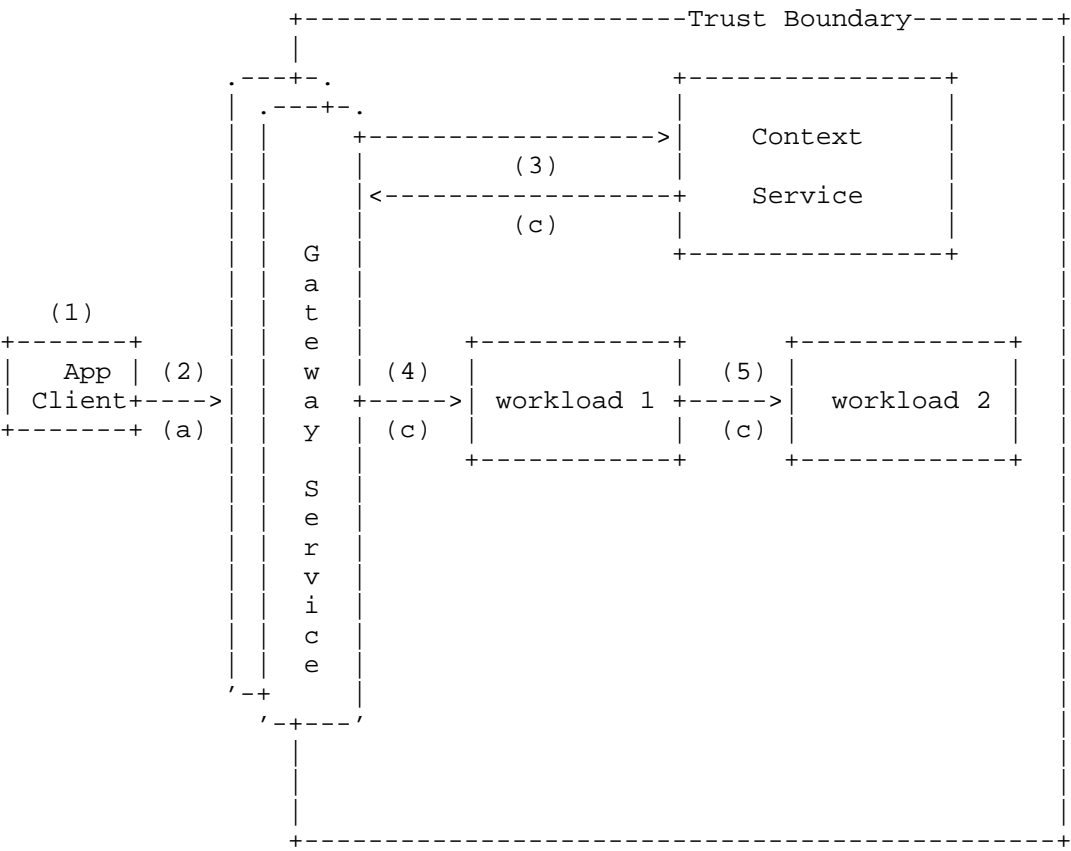 Trust Boundary
Context
(3)
Service
(c)
G
a
(1) t
e
App (2) w (4) (5)
Client a workload 1 workload 2
(a) y (c) (c)
S
e
r
v
i
c
e